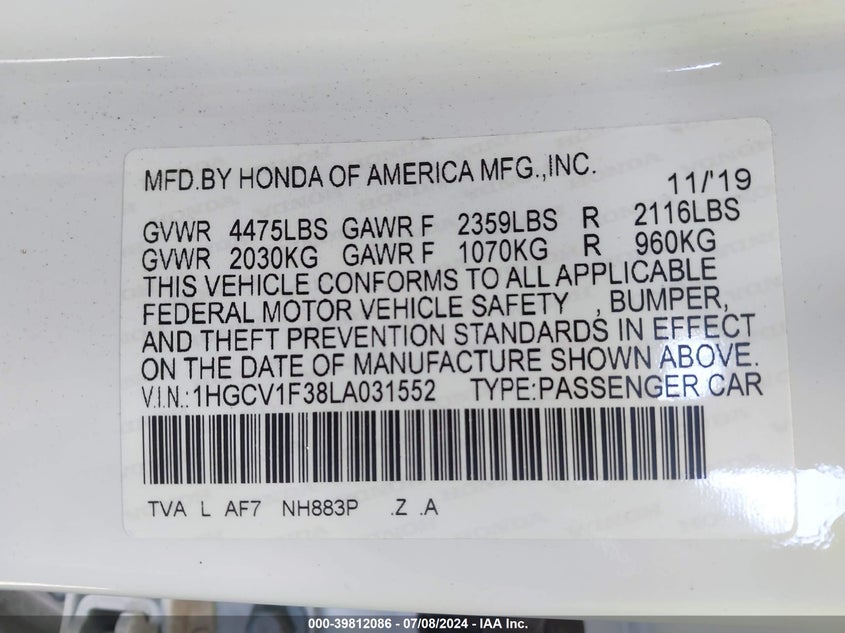 MFD.BY HONDA OF AMERICA MFG.,INC. 11/'19
GVWR 4475LBS GAWR F 2359LBS R 2116LBS
GVWR 2030KG GAWR F 1070KG R 960KG
THIS VEHICLE CONFORMS TO ALL APPLICABLE
FEDERAL MOTOR VEHICLE SAFETY , BUMPER,
AND THEFT PREVENTION STANDARDS IN EFFECT
ON THE DATE OF MANUFACTURE SHOWN ABOVE.
V.I.N.:1HGCV1F38LA031552 TYPE:PASSENGER CAR
TVA L AF7 NH883P .Z .A
000-39812086 - 07/08/2024 - IAA Inc.